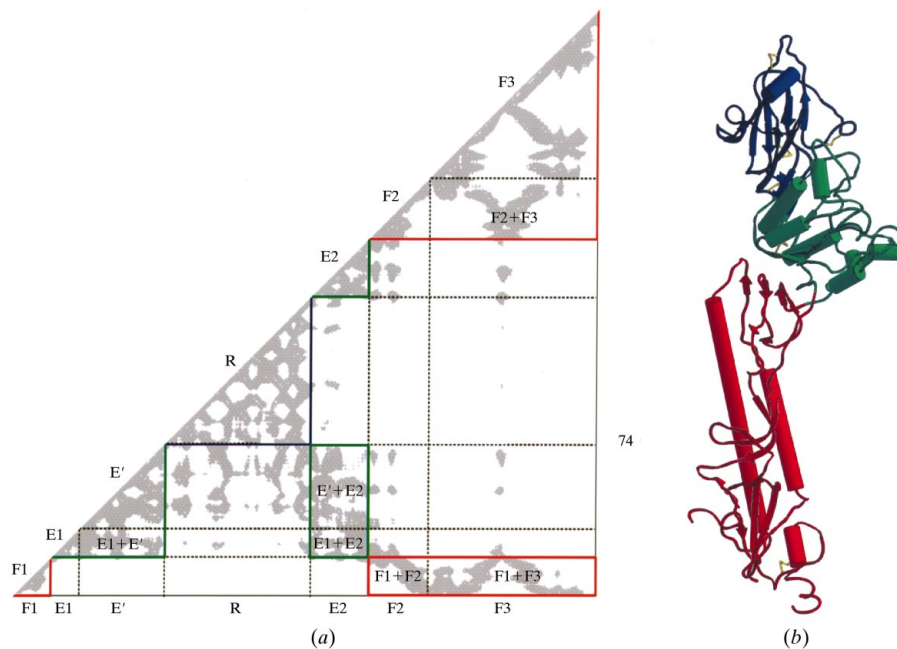 F3
F2
F2+F3
E2
R
74
E′
E′+E2
E1
E1+E′
E1+E2
F1
F1+F2
F1+F3
F1
E1
E′
R
E2
F2
F3
(a)
(b)